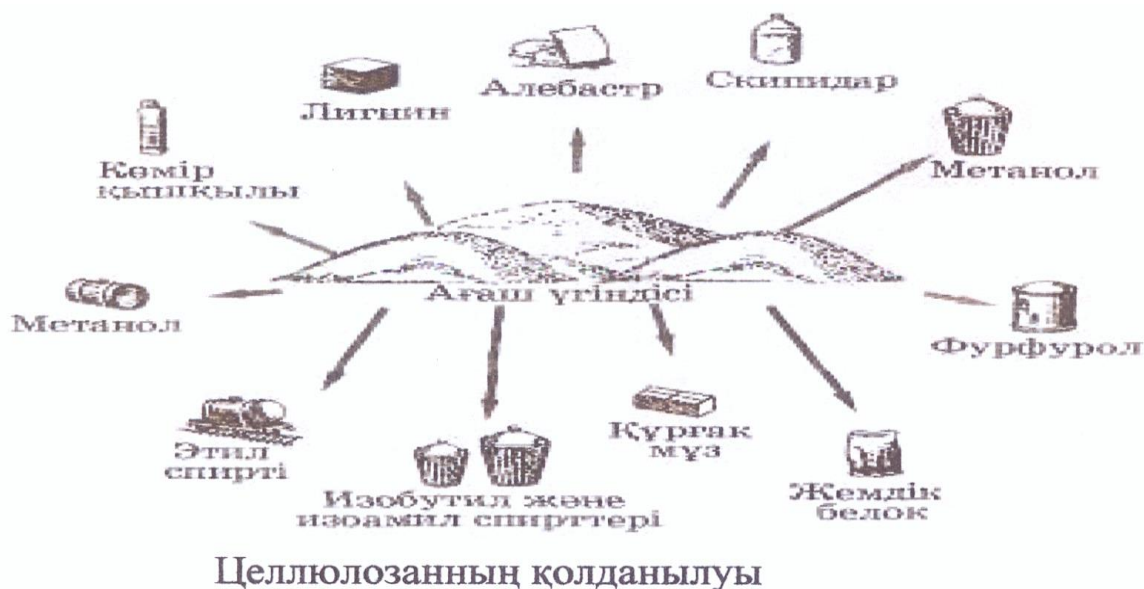 Алебастр
Скипидар
Лигнин
Көмір
қышқылы
Метанол
Ағаш үгіндісі
Метанол
Фурфурол
Этил
спирті
Құрғак
мұз
Изобутил және
изоамил спирттері
Жемдік
белок
Целлюлозанның қолданылуы